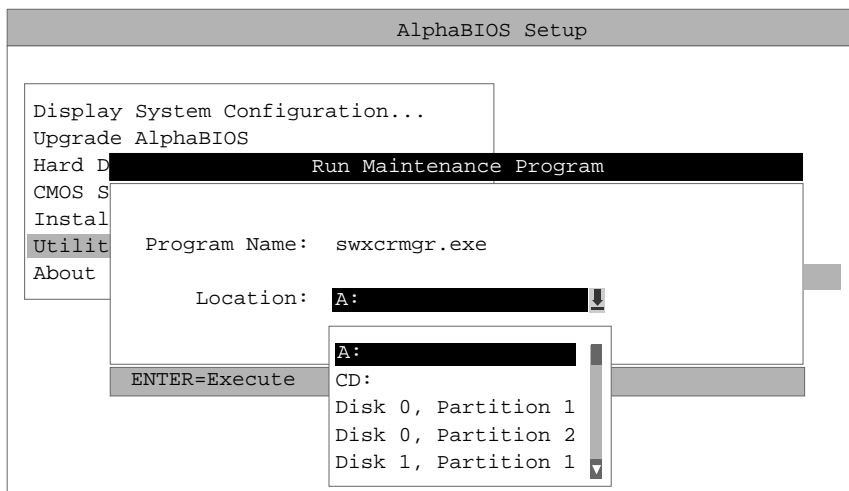 AlphaBIOS Setup
Display System Configuration...
Upgrade AlphaBIOS
Hard D
Run Maintenance Program
CMOS S
Instal
Utilit
Program Name: swxcrmgr.exe
About
Location: A:
A:
ENTER=Execute
CD:
Disk 0, Partition 1
Disk 0, Partition 2
Disk 1, Partition 1